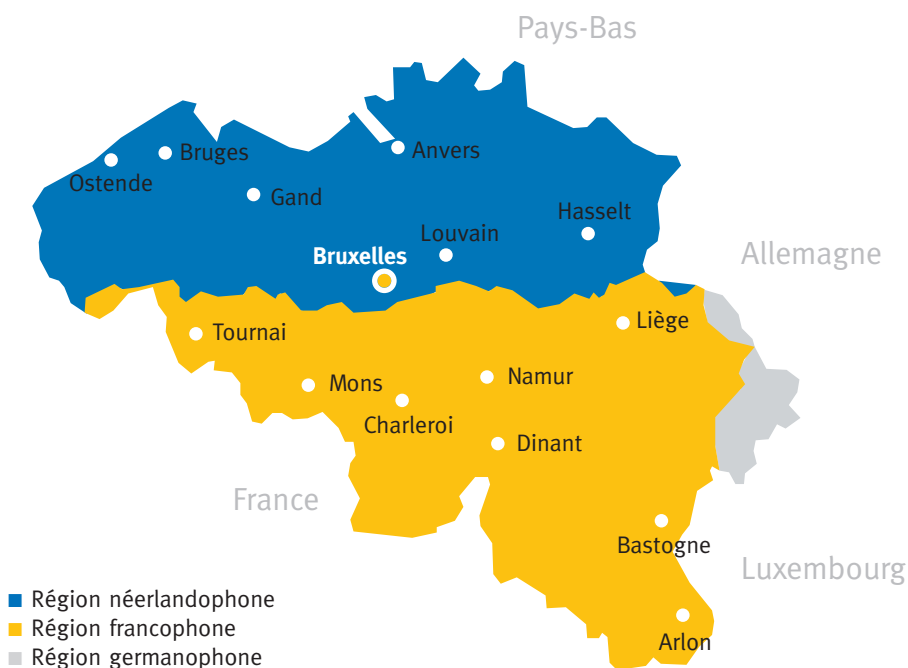 Pays-Bas
Bruges
Anvers
Ostende
Gand
Hasselt
Louvain
Bruxelles
Allemagne
Liège
Tournai
Namur
Mons
Charleroi
Dinant
France
Bastogne
Luxembourg
Arlon
Région néerlandophone
Région francophone
Région germanophone